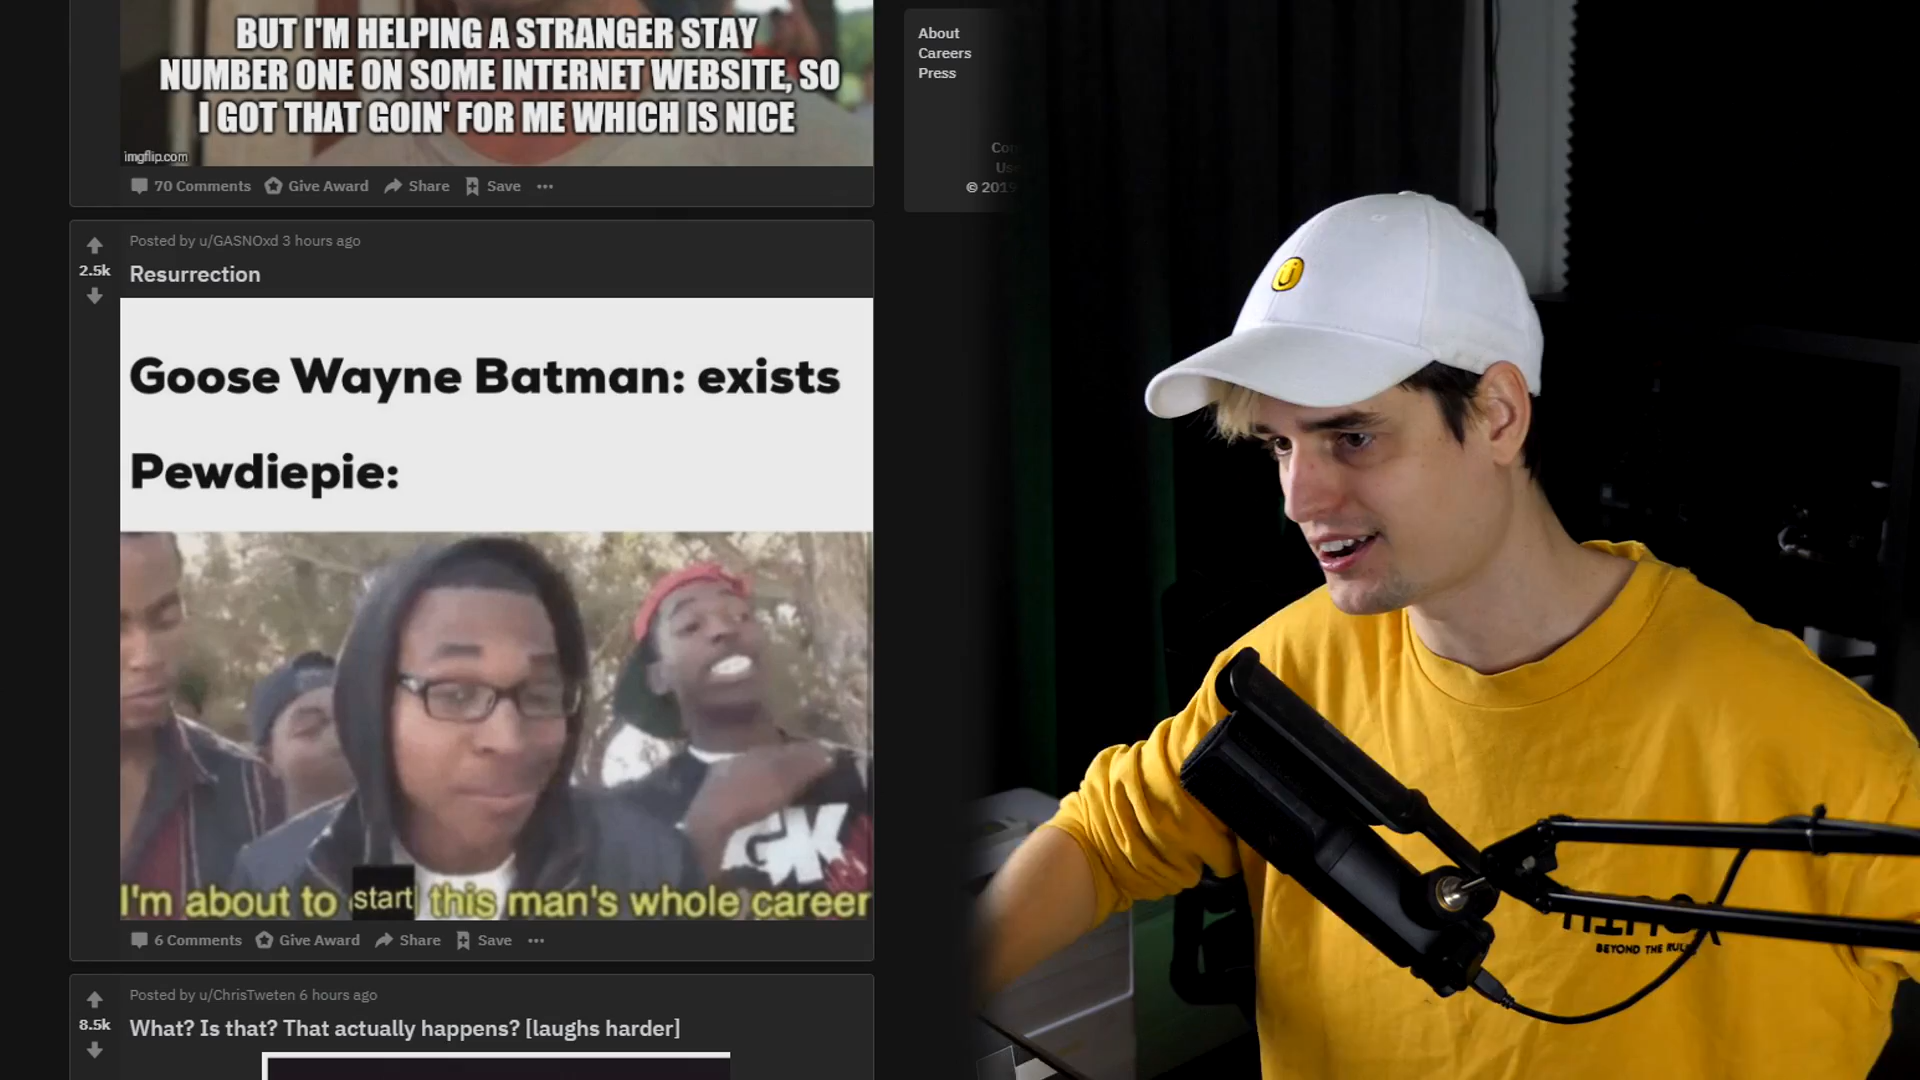 BUT I'M HELPING A STRANGER STAY
NUMBER ONE ON SOME INTERNET WEBSITE, SO
I GOT THAT GOIN' FOR ME WHICH IS NICE
imgflip.com
70 Comments Give Award Share Save
Posted by u/GASNOxd 3 hours ago
2.5k
Resurrection
Goose Wayne Batman: exists
Pewdiepie:
GK
I'm about to start this man's whole career
6 Comments Give Award Share Save
Posted by u/ChrisTweten 6 hours ago
8.5k
What? Is that? That actually happens? [laughs harder]
About
Careers
Press
© 2019
BEYOND THE